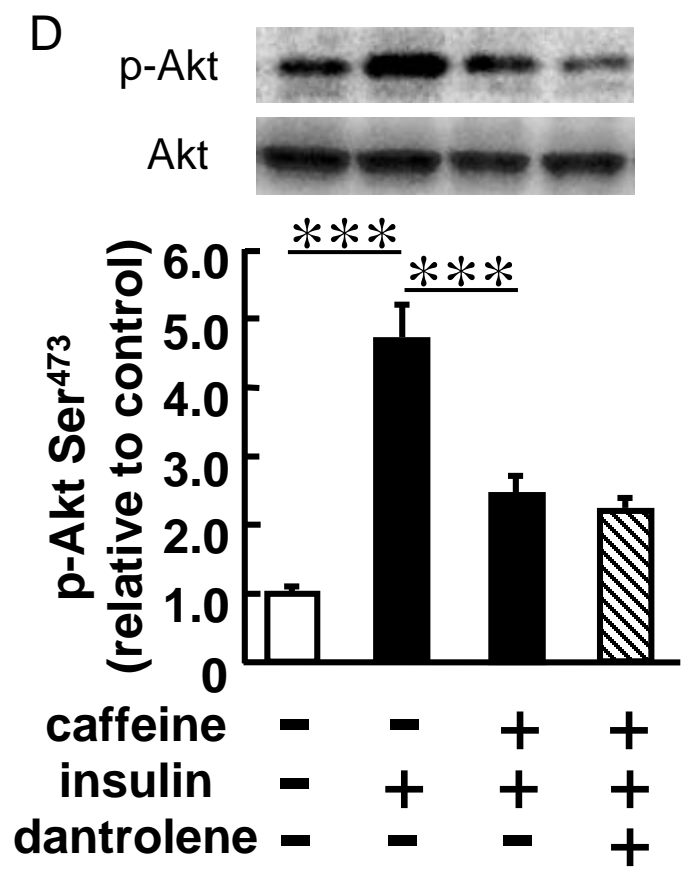 D
p-Akt
Akt
*** 
***
p-Akt Ser473
(relative to control)
6.0
5.0
4.0
3.0
2.0
1.0
0
caffeine - - + +
insulin - + + +
dantrolene - - - +